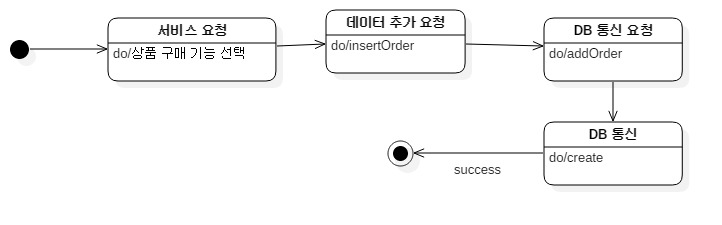 서비스 요청
do/상품 구매 기능 선택
데이터 추가 요청
do/insertOrder
DB 통신 요청
do/addOrder
DB 통신
do/create
success